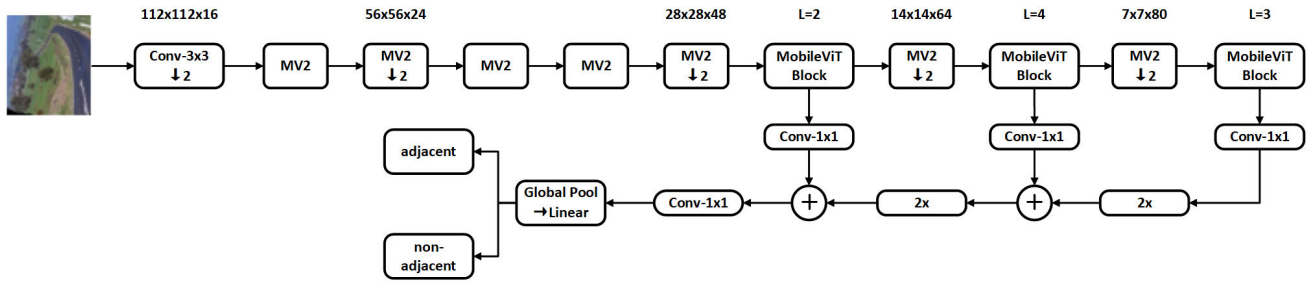 112x112x16
56x56x24
28x28x48
L=2
14x14x64
L=4
7x7x80
L=3
Conv-3x3
↓2
MV2
MV2
↓2
MV2
MV2
MV2
↓2
MobileViT
Block
MV2
↓2
MobileViT
Block
MV2
↓2
MobileViT
Block
Conv-1x1
Conv-1x1
Conv-1x1
adjacent
Global Pool
→Linear
Conv-1x1
+
2x
+
2x
non-
adjacent